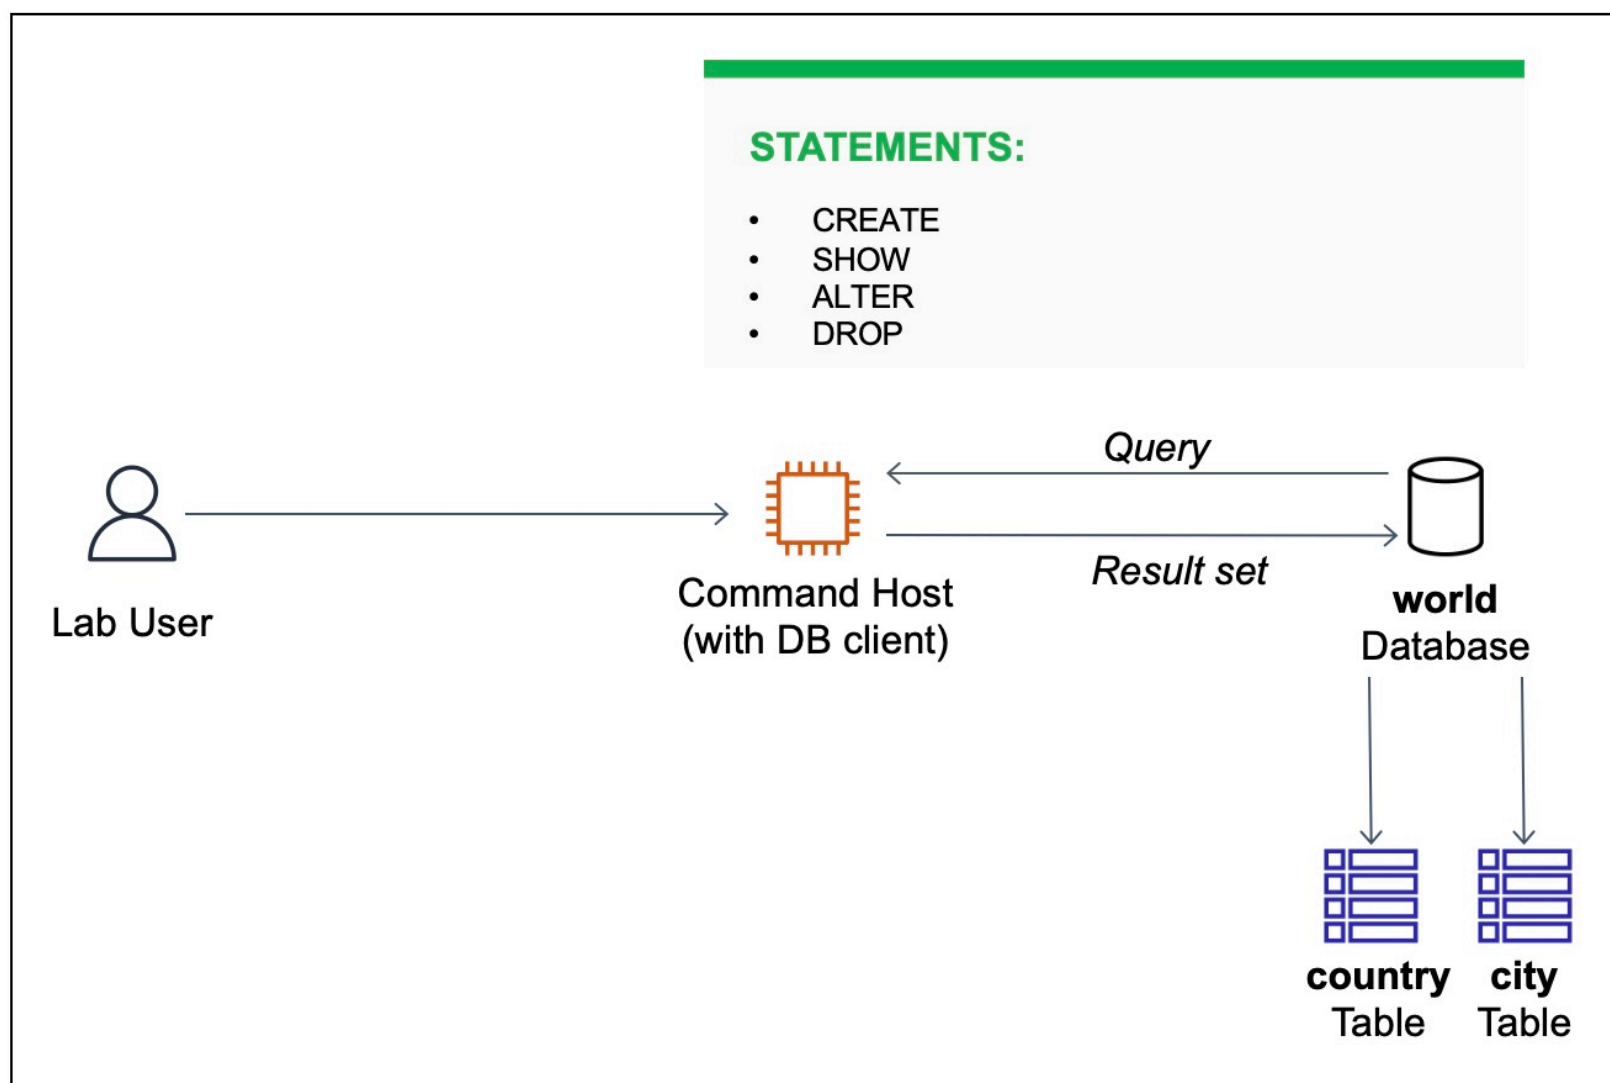 STATEMENTS:
• CREATE
• SHOW
• ALTER
• DROP
Query
Result set
Lab User
Command Host
(with DB client)
world
Database
country
Table
city
Table